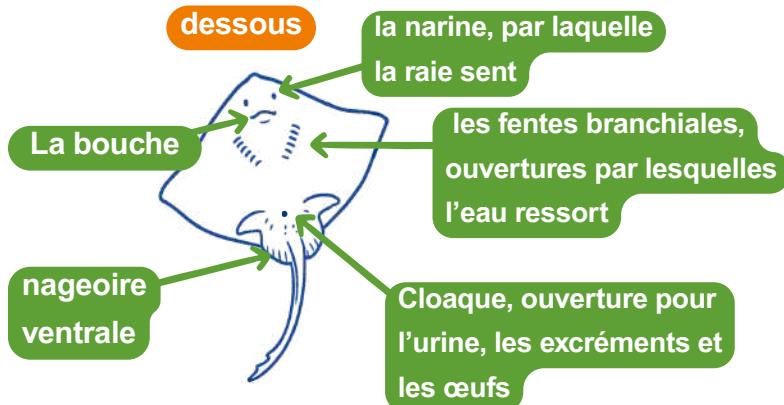 dessous
la narine, par laquelle
la raie sent
La bouche
les fentes branchiales,
ouvertures par lesquelles
l'eau ressort
nageoire
ventrale
Cloaque, ouverture pour
l'urine, les excréments et
les œufs